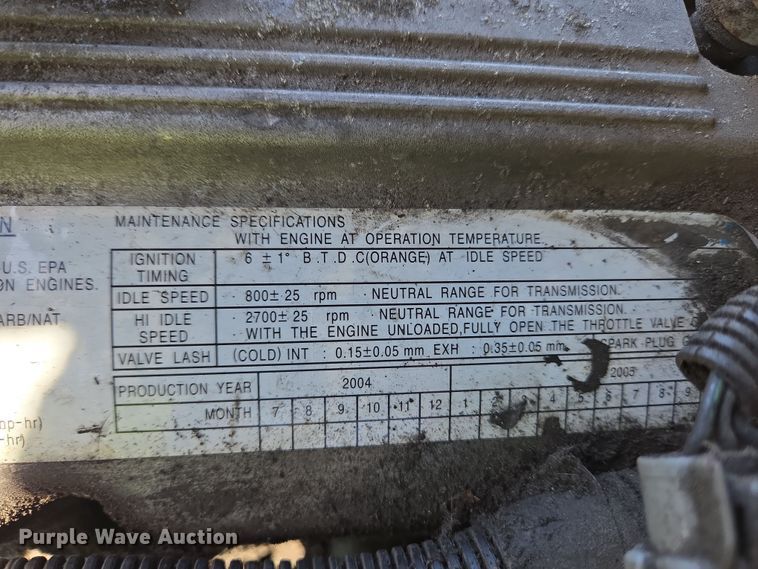 N
U.S. EPA
ON ENGINES.
ARB/NAT
np-hr)
-hr)
MAINTENANCE SPECIFICATIONS
WITH ENGINE AT OPERATION TEMPERATURE.
IGNITION TIMING 6 ± 1° B.T.D.C(ORANGE) AT IDLE SPEED
IDLE SPEED 800± 25 rpm · NEUTRAL RANGE FOR TRANSMISSION.
HI IDLE SPEED 2700± 25 rpm · NEUTRAL RANGE FOR TRANSMISSION.
WITH THE ENGINE UNLOADED,FULLY OPEN THE THROTTLE VALVE
VALVE LASH (COLD) INT : 0.15±0.05 mm EXH : 0.35±0.05 mm SPARK PLUG G
PRODUCTION YEAR 2004 2005
MONTH 7 8 9 10 11 12 1 2 3 4 5 6 7 8 9
Purple Wave Auction